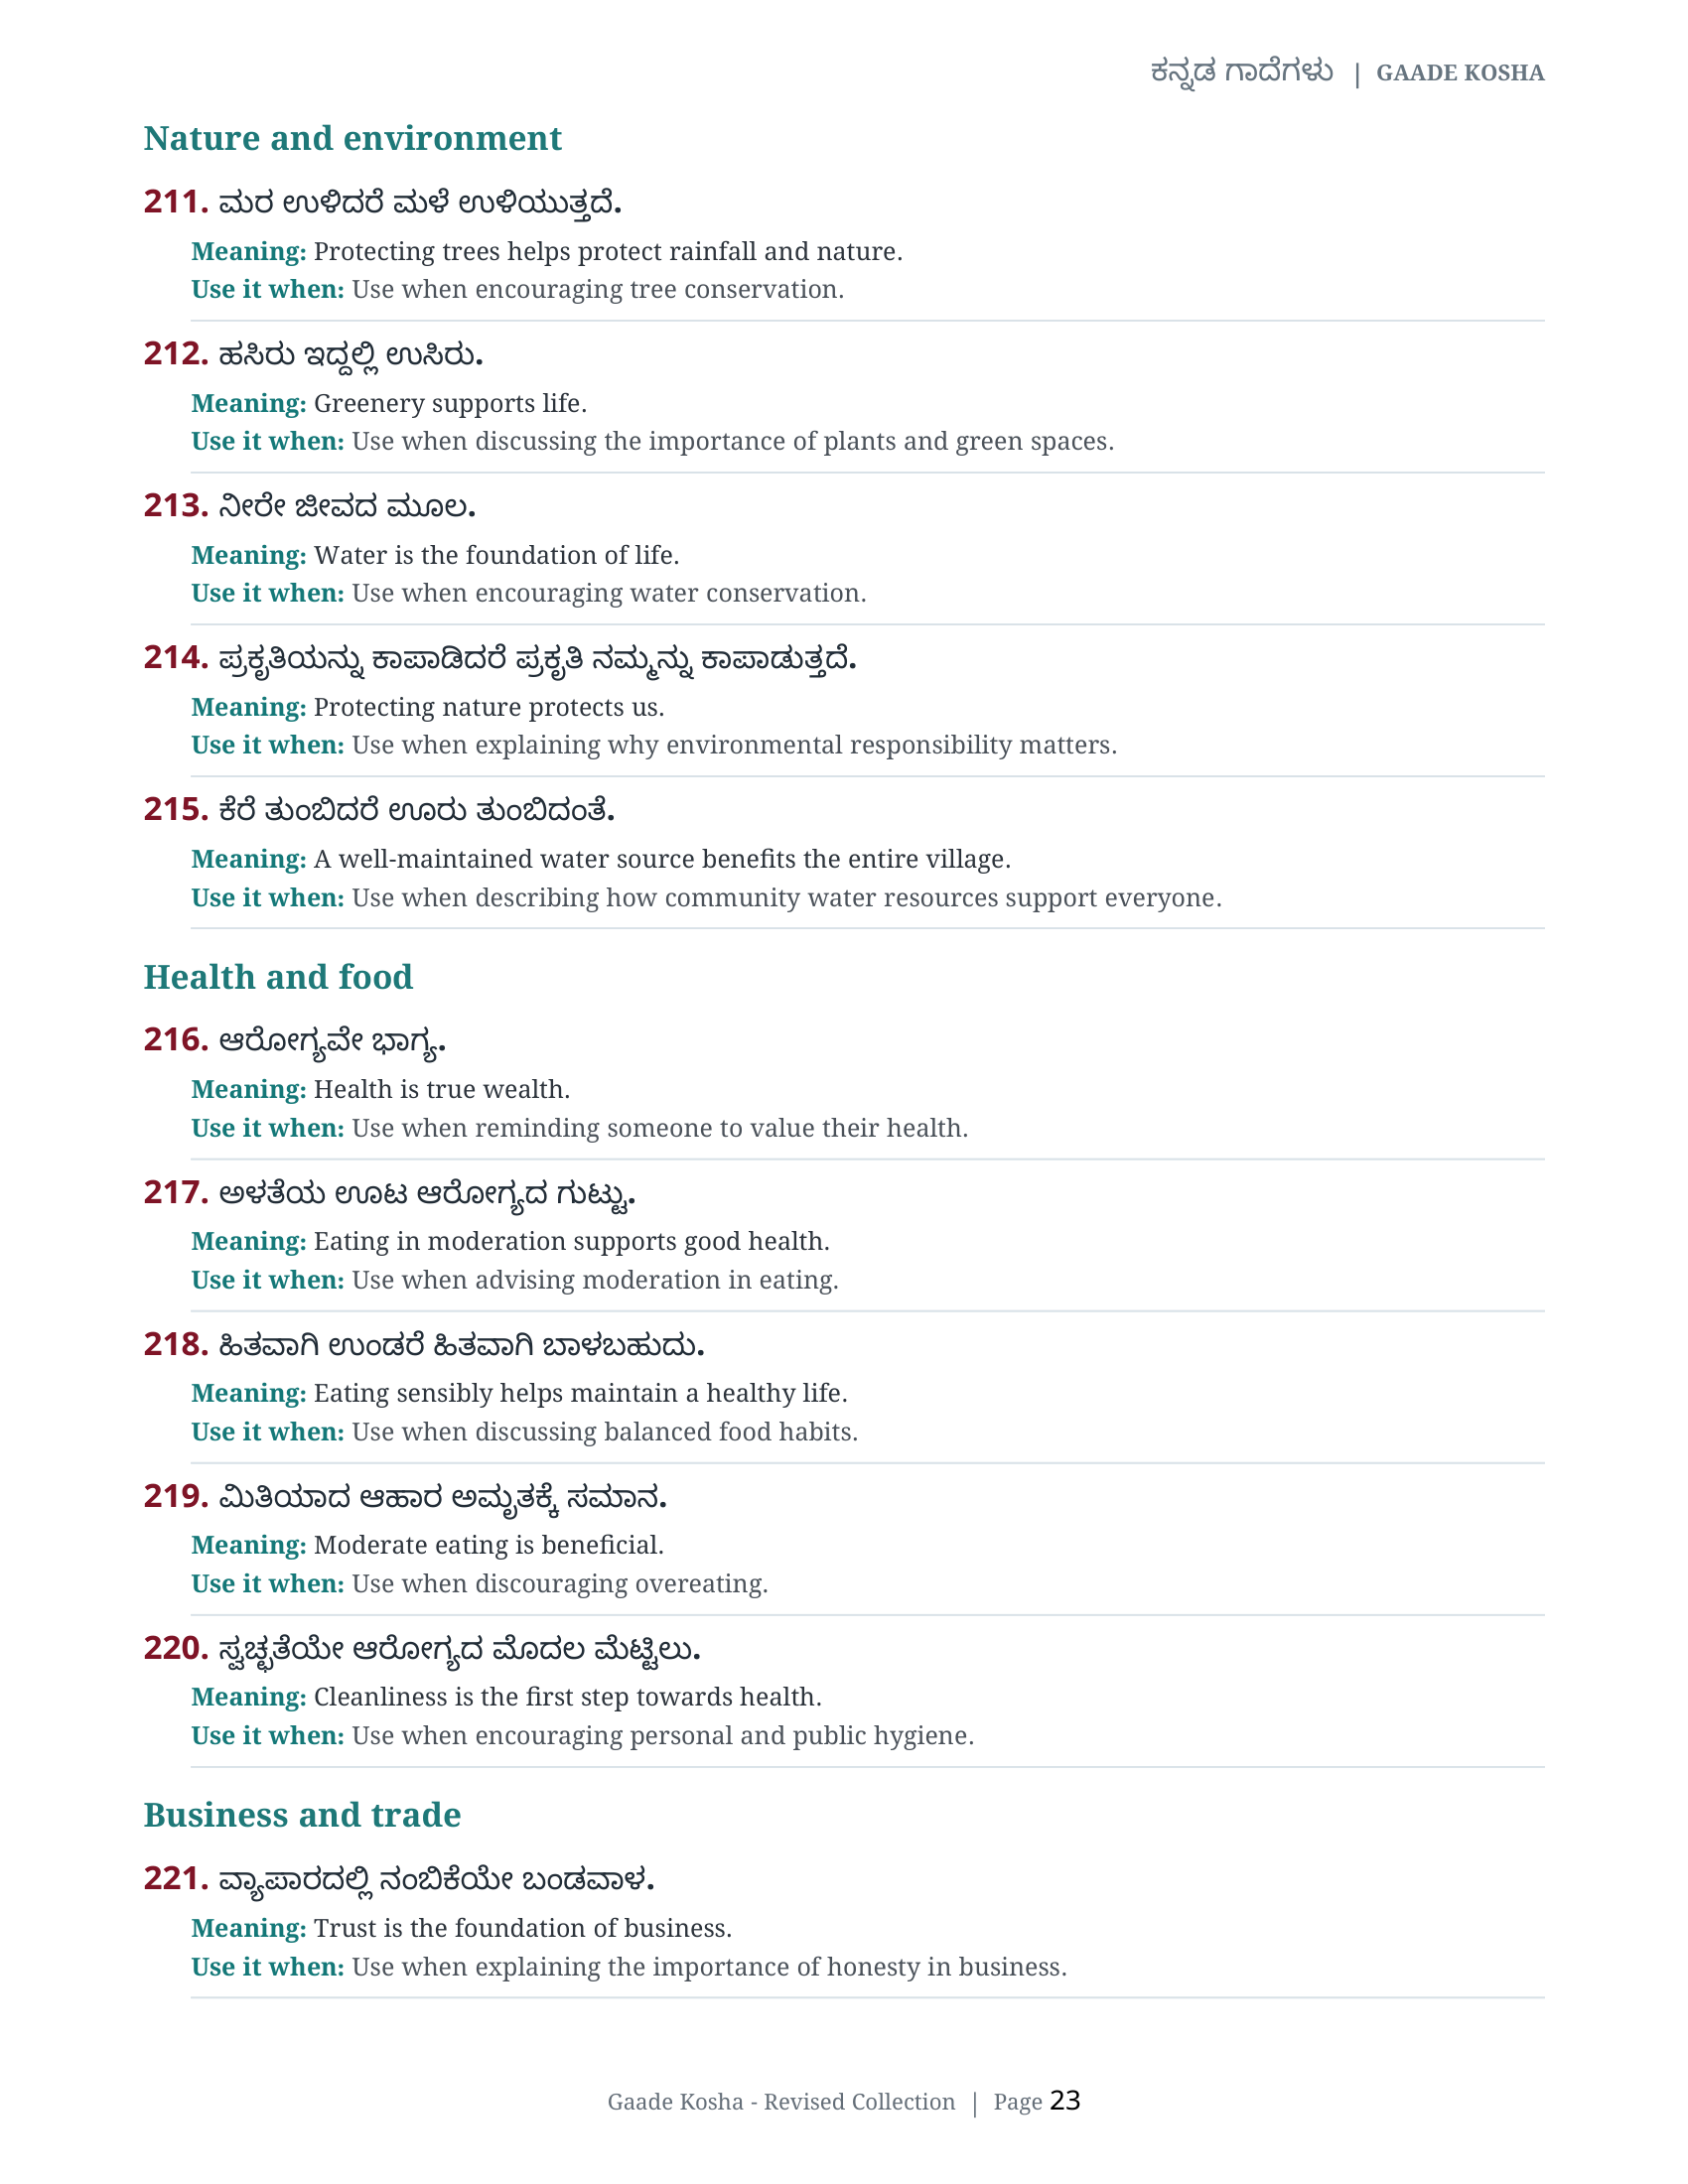 ಕನ್ನಡ ಗಾದೆಗಳು | GAADE KOSHA
Nature and environment
211. ಮರ ಉಳಿದರೆ ಮಳೆ ಉಳಿಯುತ್ತದೆ.
Meaning: Protecting trees helps protect rainfall and nature.
Use it when: Use when encouraging tree conservation.
212. ಹಸಿರು ಇದ್ದಲ್ಲಿ ಉಸಿರು.
Meaning: Greenery supports life.
Use it when: Use when discussing the importance of plants and green spaces.
213. ನೀರೇ ಜೀವದ ಮೂಲ.
Meaning: Water is the foundation of life.
Use it when: Use when encouraging water conservation.
214. ಪ್ರಕೃತಿಯನ್ನು ಕಾಪಾಡಿದರೆ ಪ್ರಕೃತಿ ನಮ್ಮನ್ನು ಕಾಪಾಡುತ್ತದೆ.
Meaning: Protecting nature protects us.
Use it when: Use when explaining why environmental responsibility matters.
215. ಕೆರೆ ತುಂಬಿದರೆ ಊರು ತುಂಬಿದಂತೆ.
Meaning: A well-maintained water source benefits the entire village.
Use it when: Use when describing how community water resources support everyone.
Health and food
216. ಆರೋಗ್ಯವೇ ಭಾಗ್ಯ.
Meaning: Health is true wealth.
Use it when: Use when reminding someone to value their health.
217. ಅಳತೆಯ ಊಟ ಆರೋಗ್ಯದ ಗುಟ್ಟು.
Meaning: Eating in moderation supports good health.
Use it when: Use when advising moderation in eating.
218. ಹಿತವಾಗಿ ಉಂಡರೆ ಹಿತವಾಗಿ ಬಾಳಬಹುದು.
Meaning: Eating sensibly helps maintain a healthy life.
Use it when: Use when discussing balanced food habits.
219. ಮಿತಿಯಾದ ಆಹಾರ ಅಮೃತಕ್ಕೆ ಸಮಾನ.
Meaning: Moderate eating is beneficial.
Use it when: Use when discouraging overeating.
220. ಸ್ವಚ್ಛತೆಯೇ ಆರೋಗ್ಯದ ಮೊದಲ ಮೆಟ್ಟಿಲು.
Meaning: Cleanliness is the first step towards health.
Use it when: Use when encouraging personal and public hygiene.
Business and trade
221. ವ್ಯಾಪಾರದಲ್ಲಿ ನಂಬಿಕೆಯೇ ಬಂಡವಾಳ.
Meaning: Trust is the foundation of business.
Use it when: Use when explaining the importance of honesty in business.
Gaade Kosha - Revised Collection | Page 23